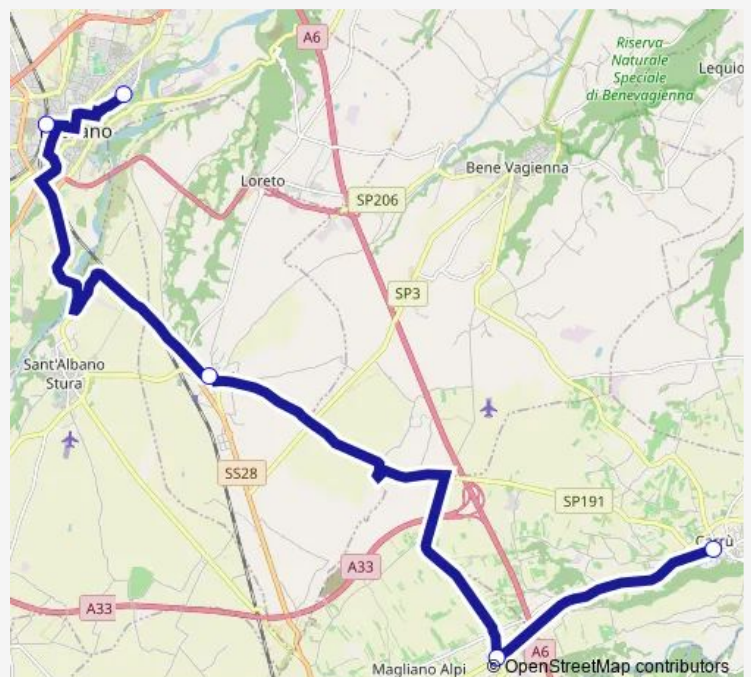 A6
Riserva
Naturale
Speciale
di Benevagienna
Lequio
Bene Vagienna
Loreto
SP206
SP3
Sant'Albano
Stura
SS28
SP191
A33
A33
A6
Magliano Alpi
© OpenStreetMap contributors